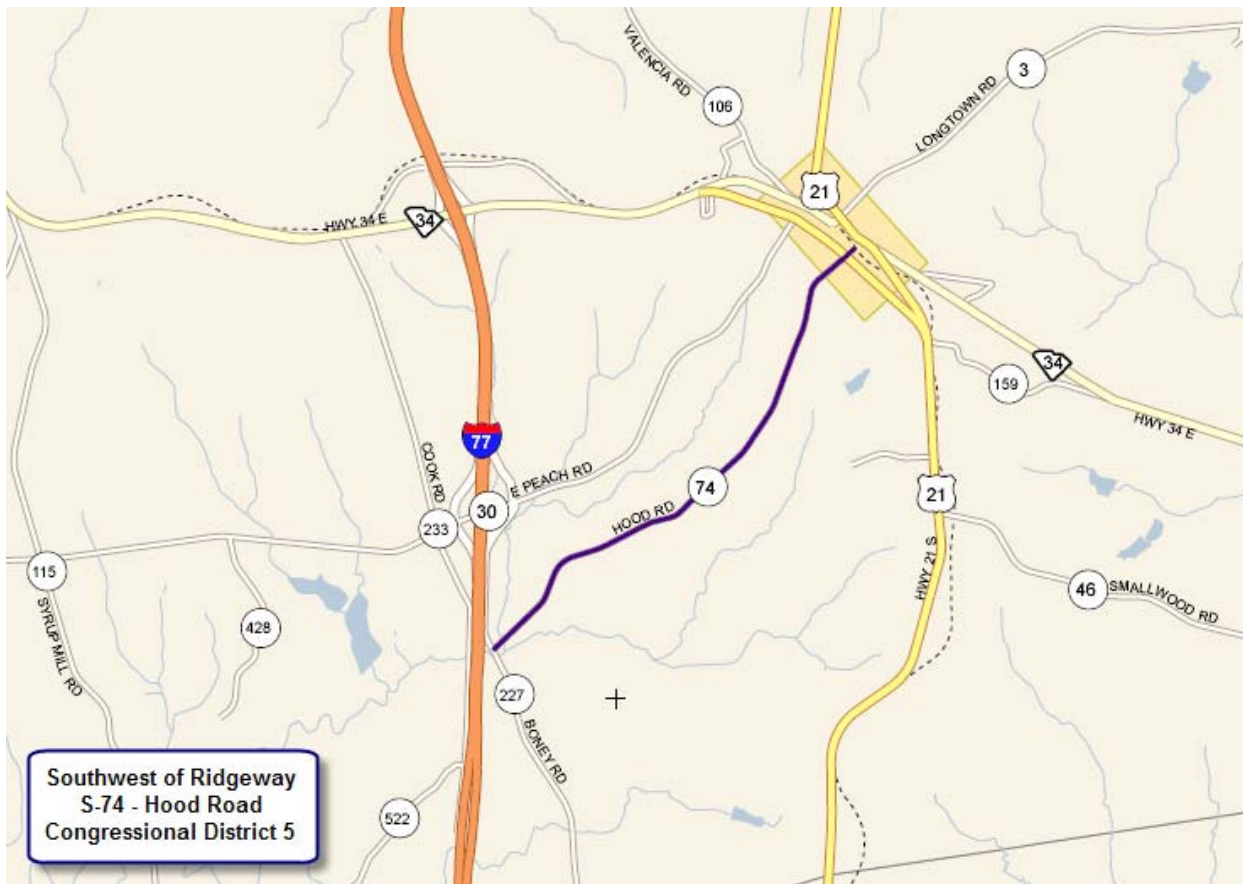 VALENCIA RD
106
3
LONGTOWN RD
21
HWY 34 E
34
34
159
HWY 34 E
77
COOK RD
E PEACH RD
30
233
74
HOOD RD
21
HWY 21 S
46
SMALLWOOD RD
115
SYRUP MILL RD
428
227
BONEY RD
522
Southwest of Ridgeway
S-74 - Hood Road
Congressional District 5